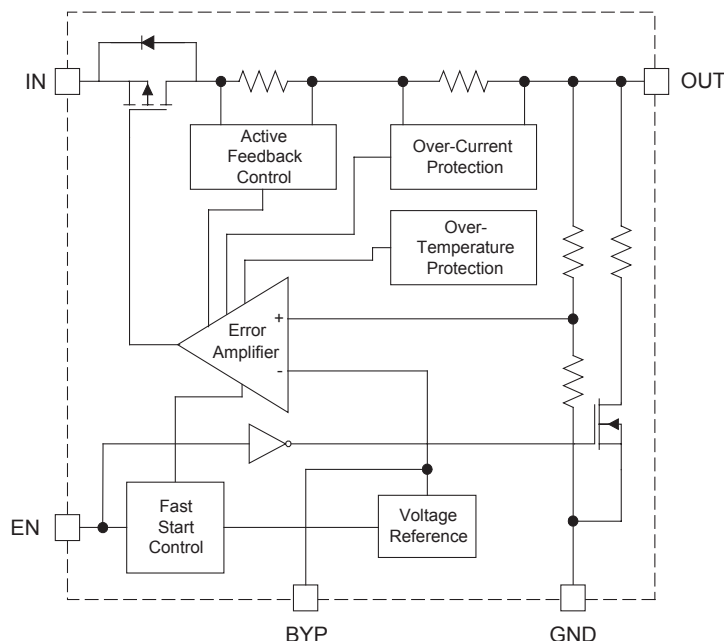 IN
OUT
Active
Feedback
Control
Over-Current
Protection
Over-
Temperature
Protection
+
Error
Amplifier
-
EN
Fast
Start
Control
Voltage
Reference
BYP
GND